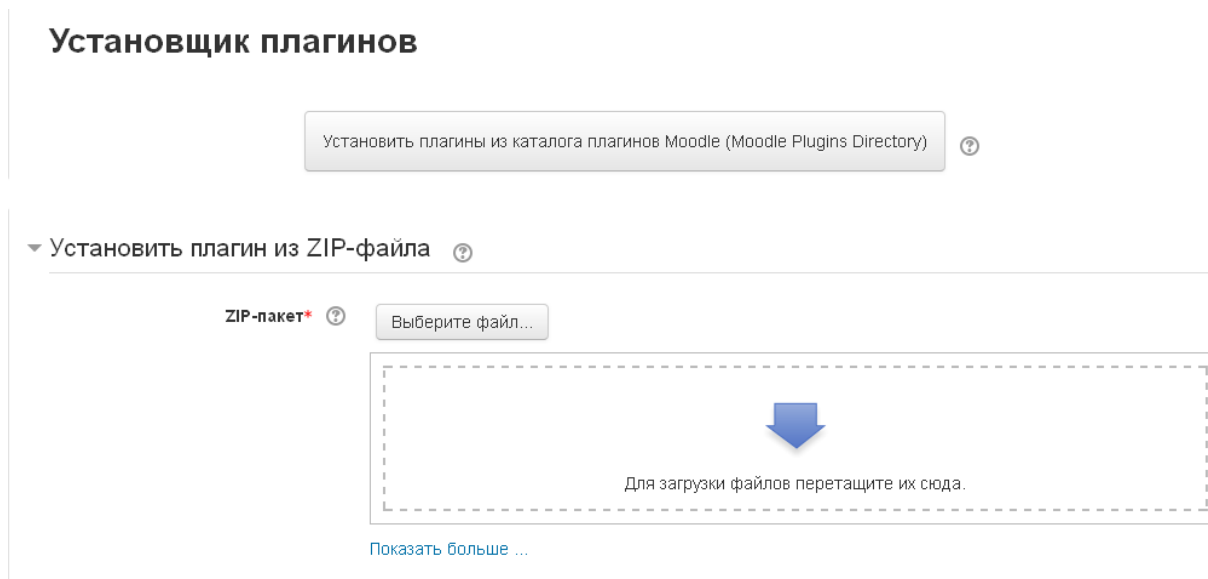 Установщик плагинов
Установить плагины из каталога плагинов Moodle (Moodle Plugins Directory)
Установить плагин из ZIP-файла
ZIP-пакет*
Выберите файл...
Для загрузки файлов перетащите их сюда.
Показать больше ...